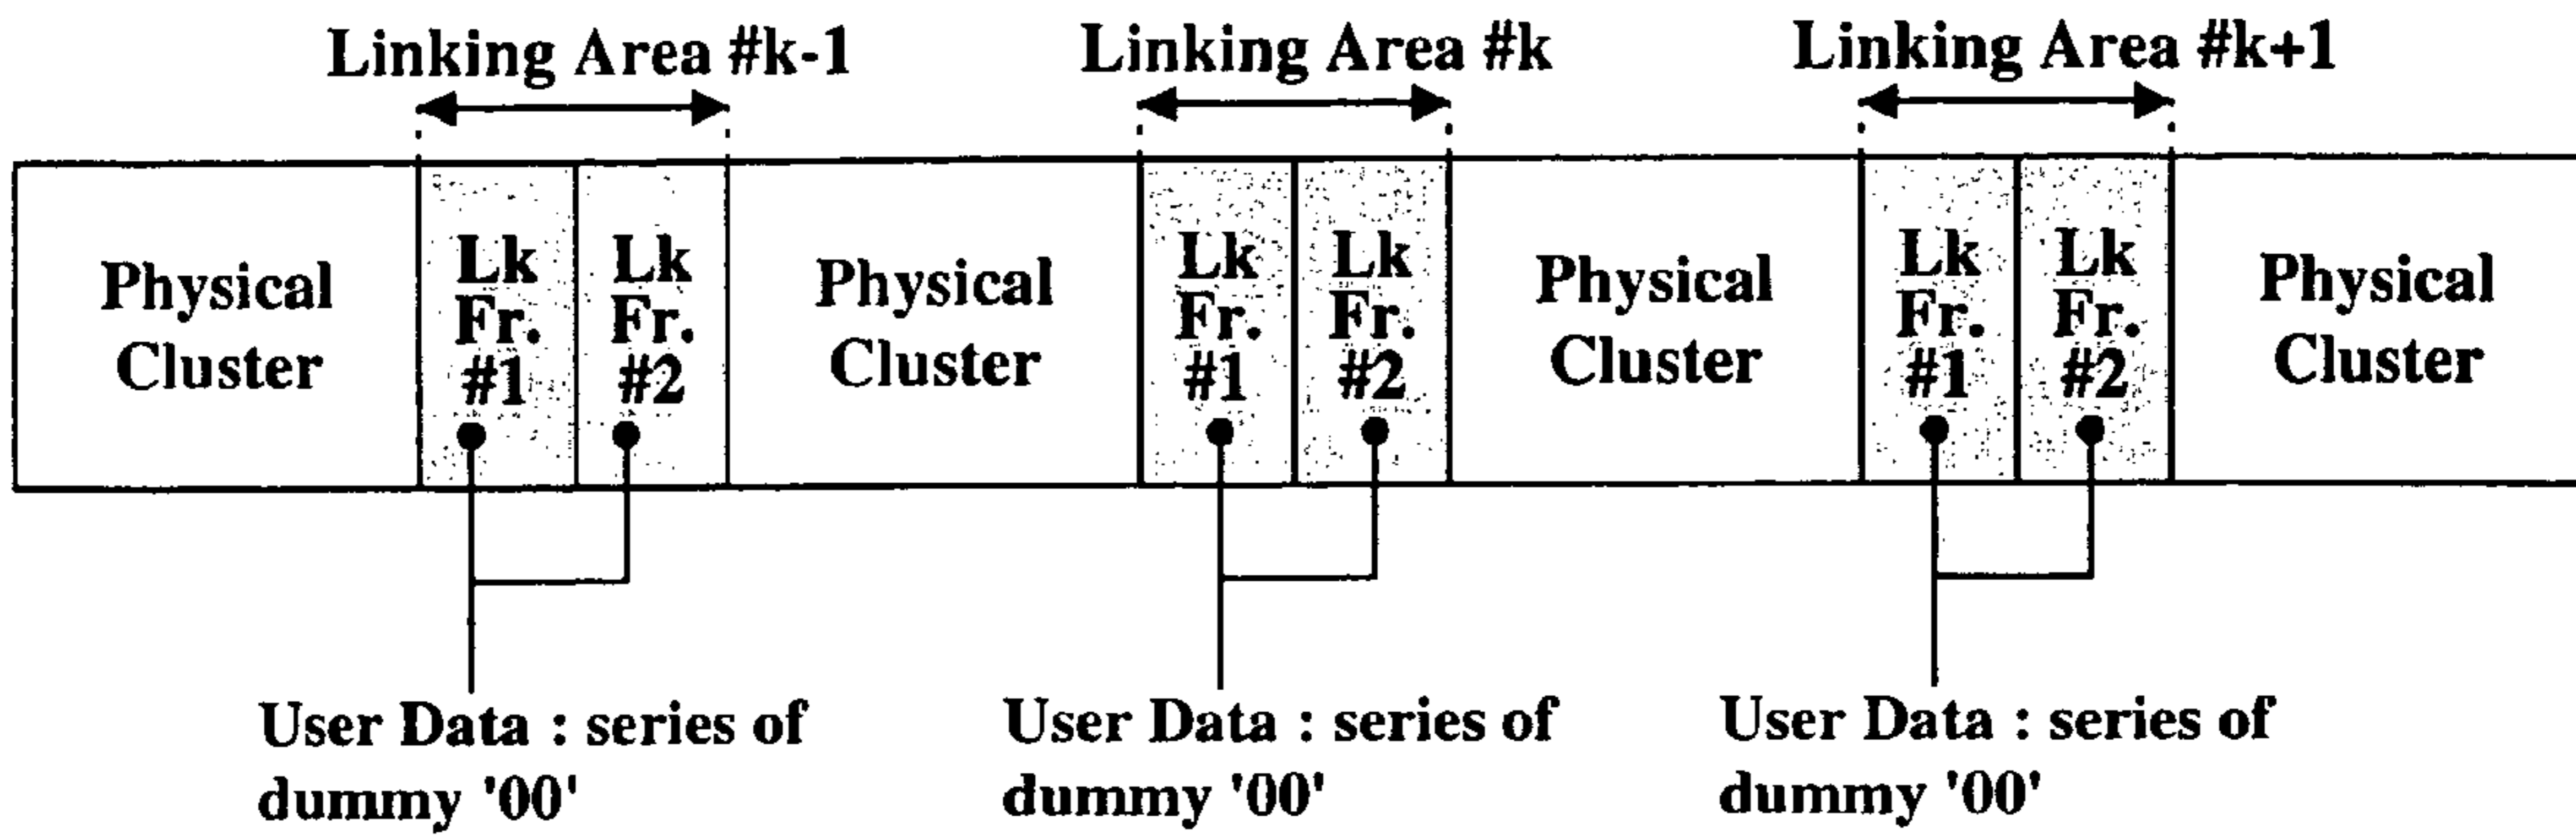 Linking Area #k-1
Linking Area #k
Linking Area #k+1
Physical
Cluster
Lk
Fr.
#1
Lk
Fr.
#2
Physical
Cluster
Lk
Fr.
#1
Lk
Fr.
#2
Physical
Cluster
Lk
Fr.
#1
Lk
Fr.
#2
Physical
Cluster
User Data : series of
dummy '00'
User Data : series of
dummy '00'
User Data : series of
dummy '00'